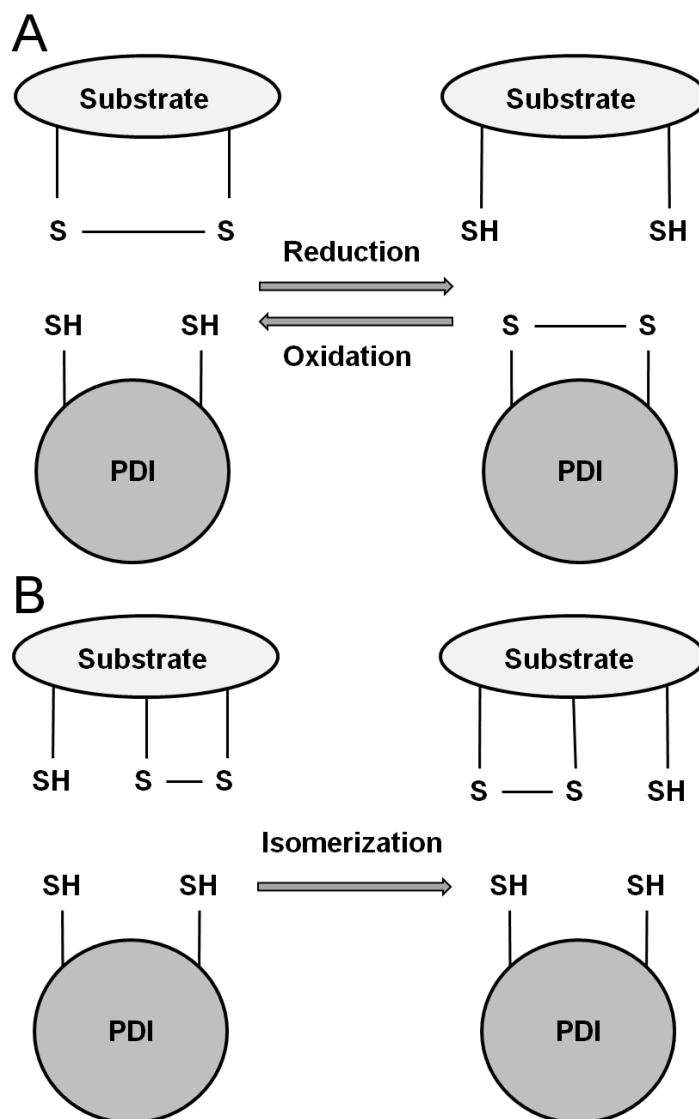 A
Substrate Substrate
S S SH SH
Reduction
SH SH S S
Oxidation
PDI PDI
B
Substrate Substrate
SH S S S S SH
Isomerization
SH SH SH SH
PDI PDI